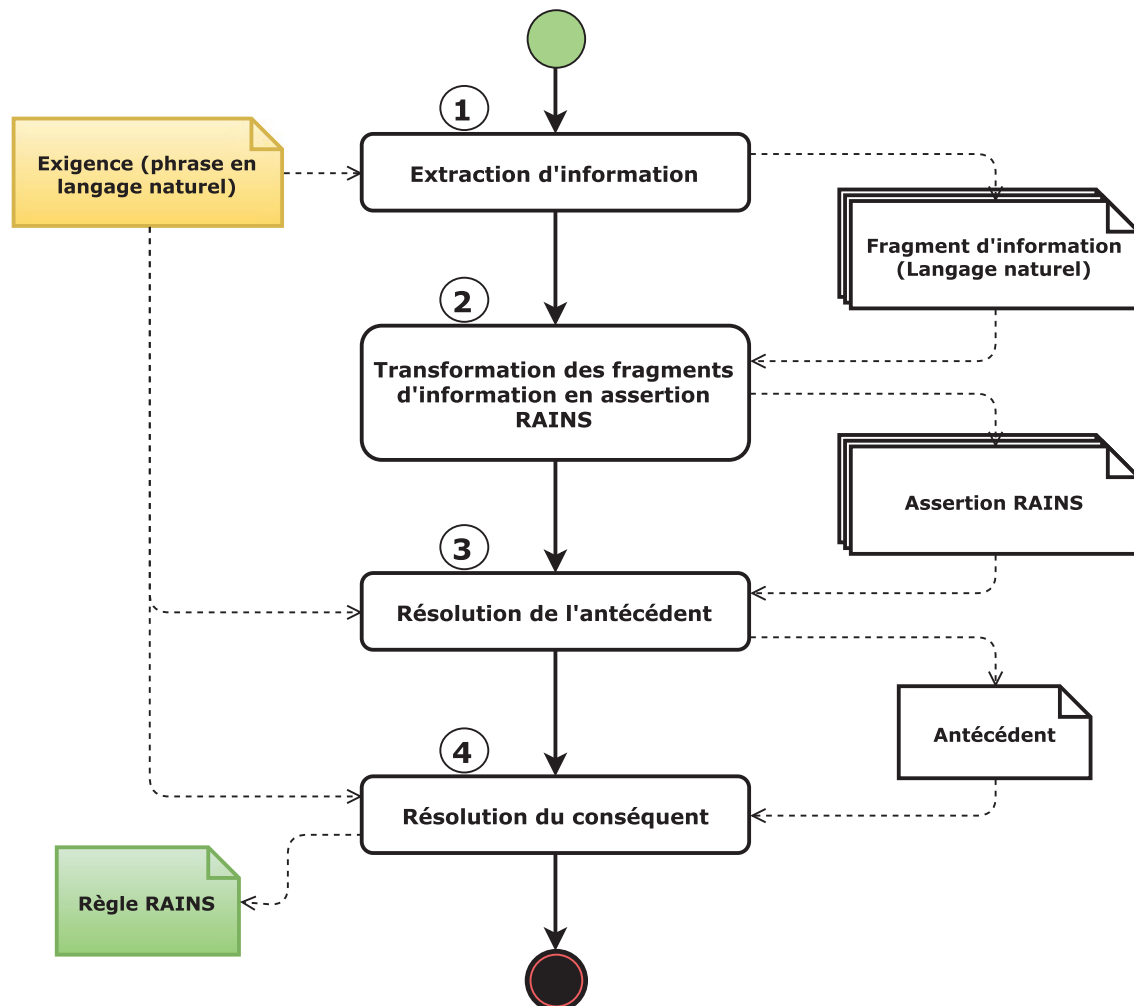 1
Extraction d'information
Exigence (phrase en
langage naturel)
Fragment d'information
(Langage naturel)
2
Transformation des fragments
d'information en assertion
RAINS
Assertion RAINS
3
Résolution de l'antécédent
Antécédent
4
Résolution du conséquent
Règle RAINS